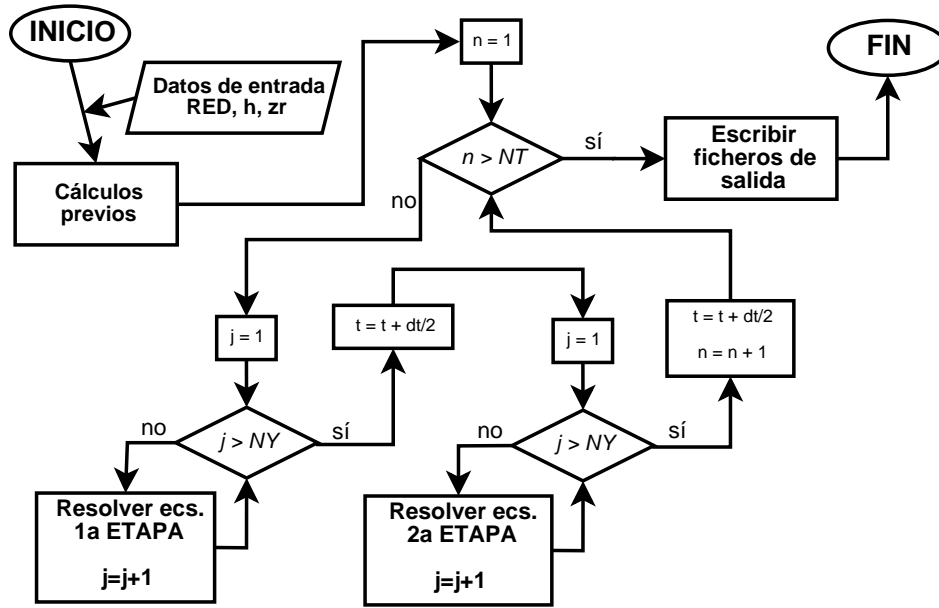 INICIO
Datos de entrada
RED, h, zr
Cálculos
previos
n = 1
n > NT
sí
no
Escribir
ficheros de
salida
FIN
j = 1
j > NY
no
sí
t = t + dt/2
Resolver ecs.
1a ETAPA
j=j+1
j = 1
j > NY
no
sí
t = t + dt/2
n = n + 1
Resolver ecs.
2a ETAPA
j=j+1